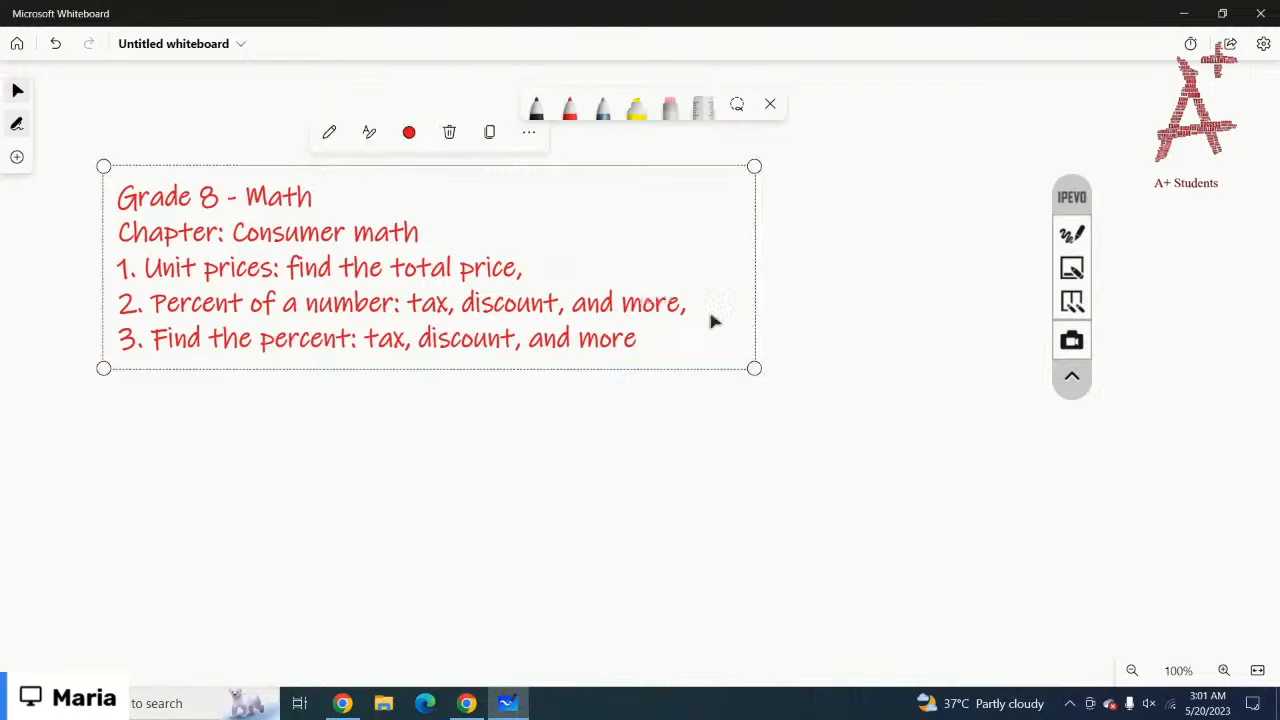 Microsoft Whiteboard
Untitled whiteboard
A+ Students
IPEVO
Grade 8 - Math
Chapter: Consumer math
1. Unit prices: find the total price,
2. Percent of a number: tax, discount, and more,
3. Find the percent: tax, discount, and more
100%
Maria
to search
37°C Partly cloudy
3:01 AM
5/20/2023